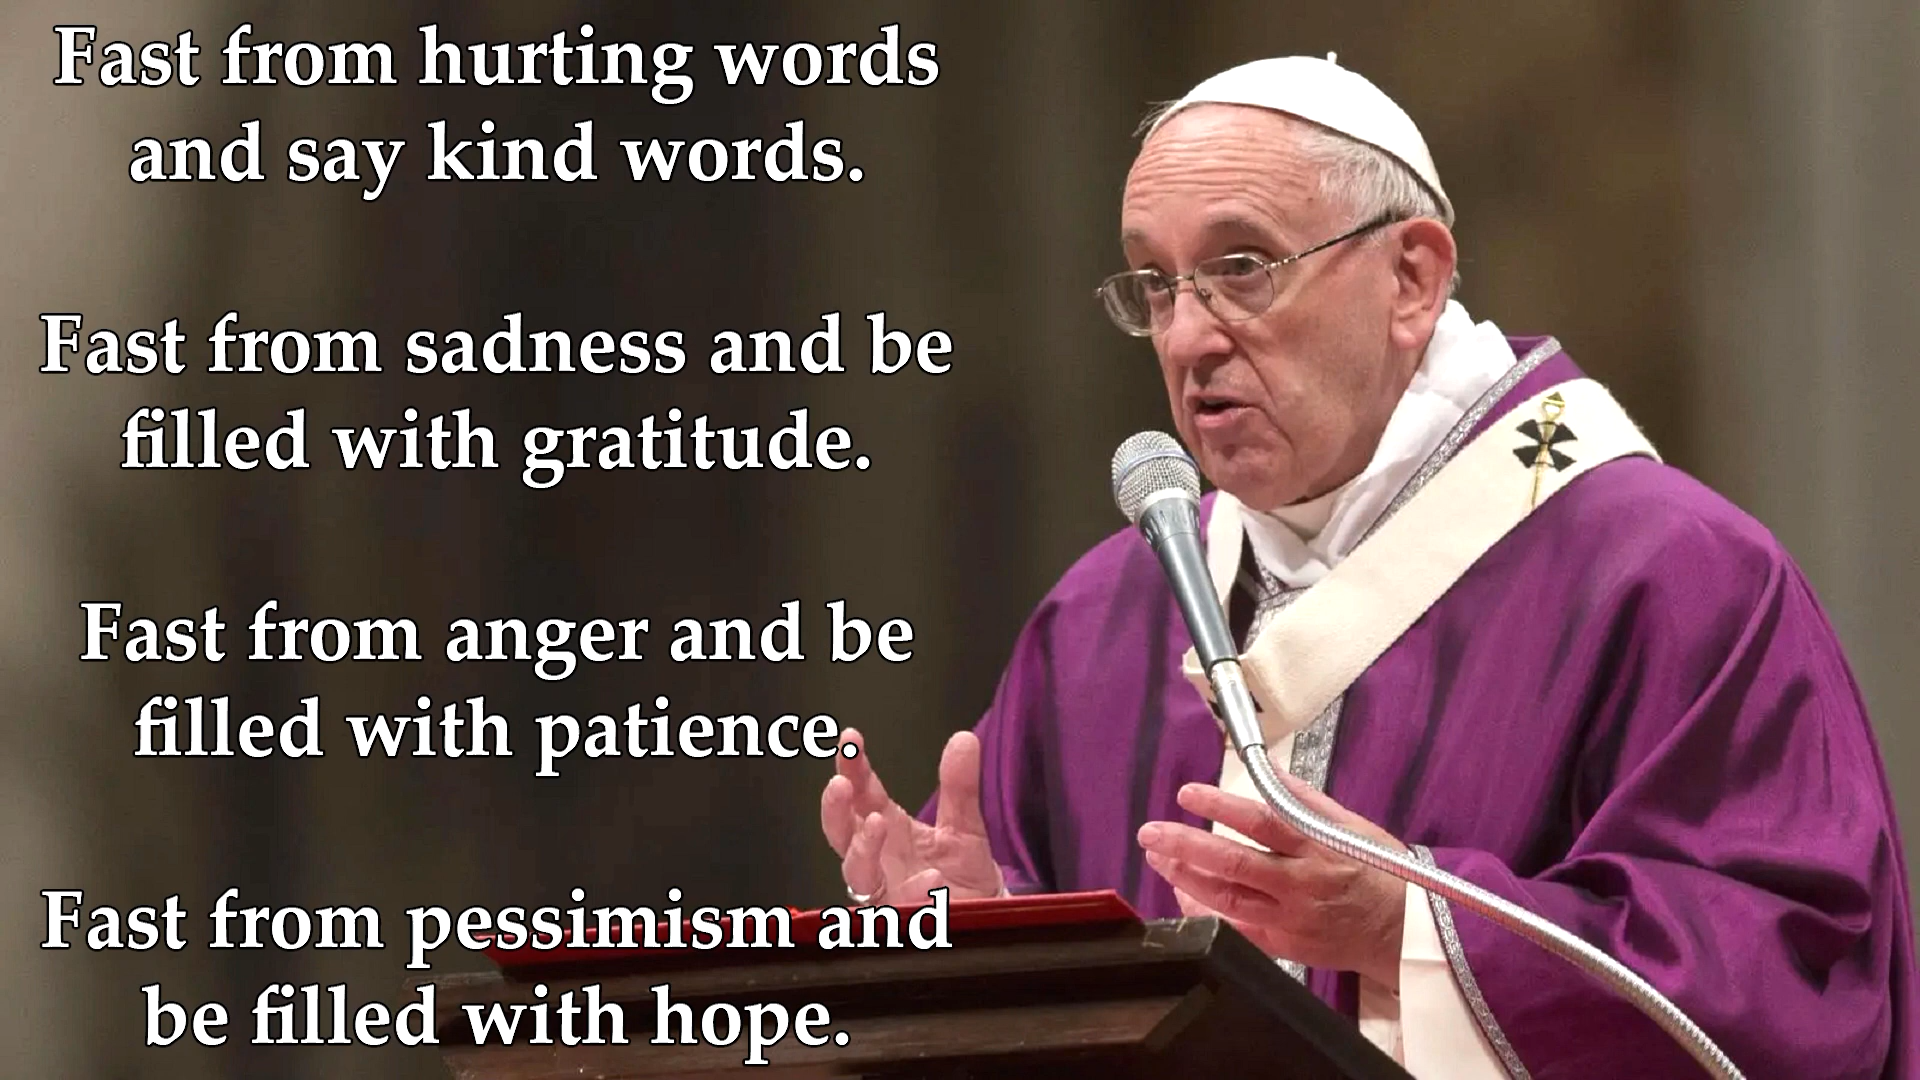 Fast from hurting words
and say kind words.
Fast from sadness and be
filled with gratitude.
Fast from anger and be
filled with patience.
Fast from pessimism and
be filled with hope.